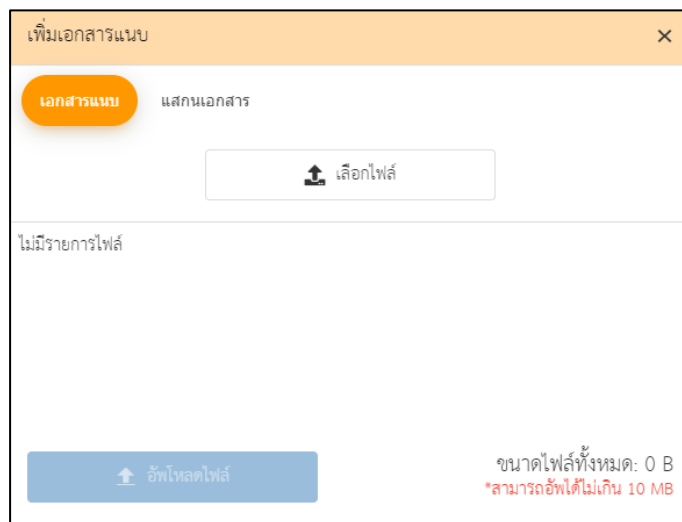 เพิ่มเอกสารแนบ
เอกสารแนบ แสกนเอกสาร
เลือกไฟล์
ไม่มีรายการไฟล์
อัพโหลดไฟล์
ขนาดไฟล์ทั้งหมด: 0 B
*สามารถอัพได้ไม่เกิน 10 MB